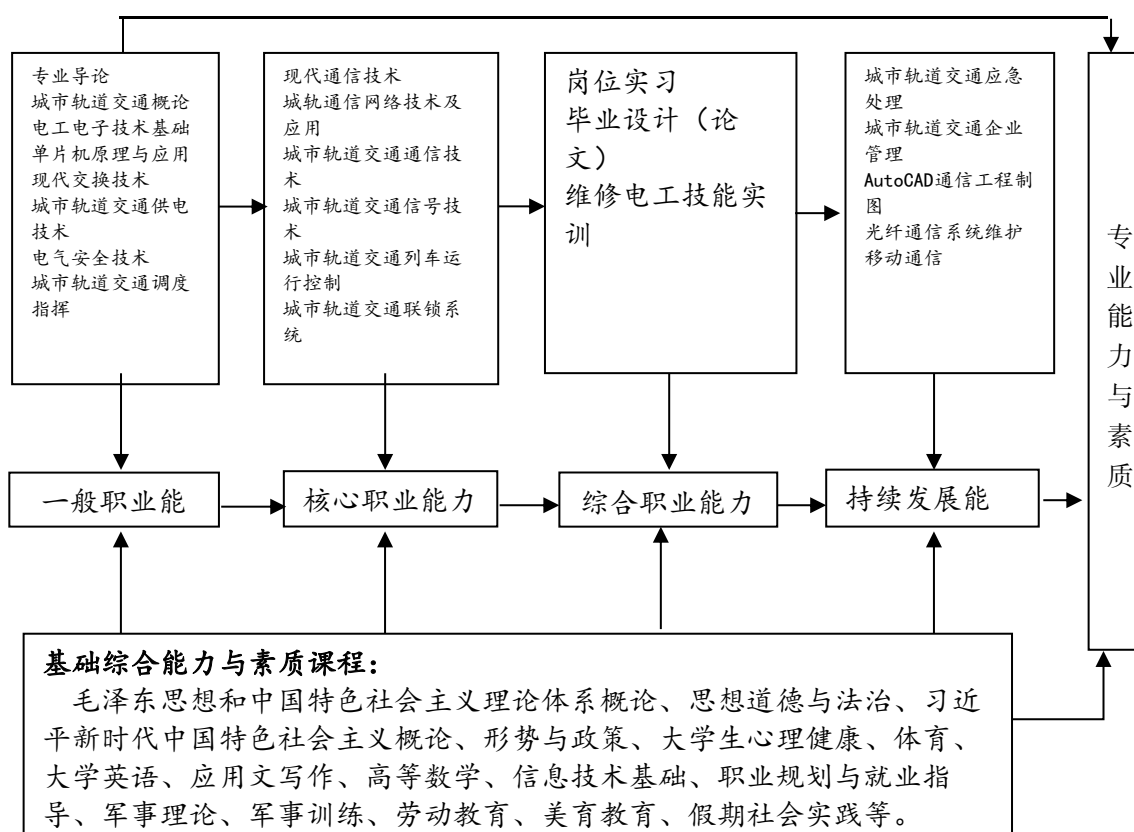 专业导论
城市轨道交通概论
电工电子技术基础
单片机原理与应用
现代交换技术
城市轨道交通供电
技术
电气安全技术
城市轨道交通调度
指挥
现代通信技术
城轨通信网络技术及
应用
城市轨道交通通信技
术
城市轨道交通信号技
术
城市轨道交通列车运
行控制
城市轨道交通联锁系
统
岗位实习
毕业设计（论
文）
维修电工技能实
训
城市轨道交通应急
处理
城市轨道交通企业
管理
AutoCAD通信工程制
图
光纤通信系统维护
移动通信
专
业
能
力
与
素
质
一般职业能
核心职业能力
综合职业能力
持续发展能
基础综合能力与素质课程：
毛泽东思想和中国特色社会主义理论体系概论、思想道德与法治、习近
平新时代中国特色社会主义概论、形势与政策、大学生心理健康、体育、
大学英语、应用文写作、高等数学、信息技术基础、职业规划与就业指
导、军事理论、军事训练、劳动教育、美育教育、假期社会实践等。